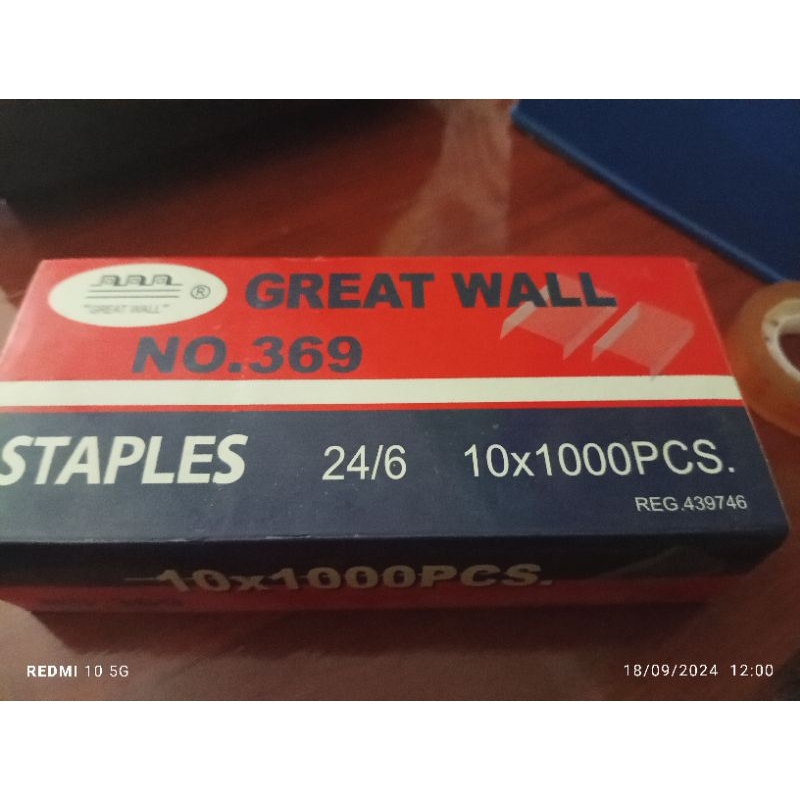 "GREAT WALL"
®
GREAT WALL
NO.369
STAPLES 24/6 10x1000PCS.
REG.439746
10x1000PCS.
REDMI 10 5G
18/09/2024 12:00